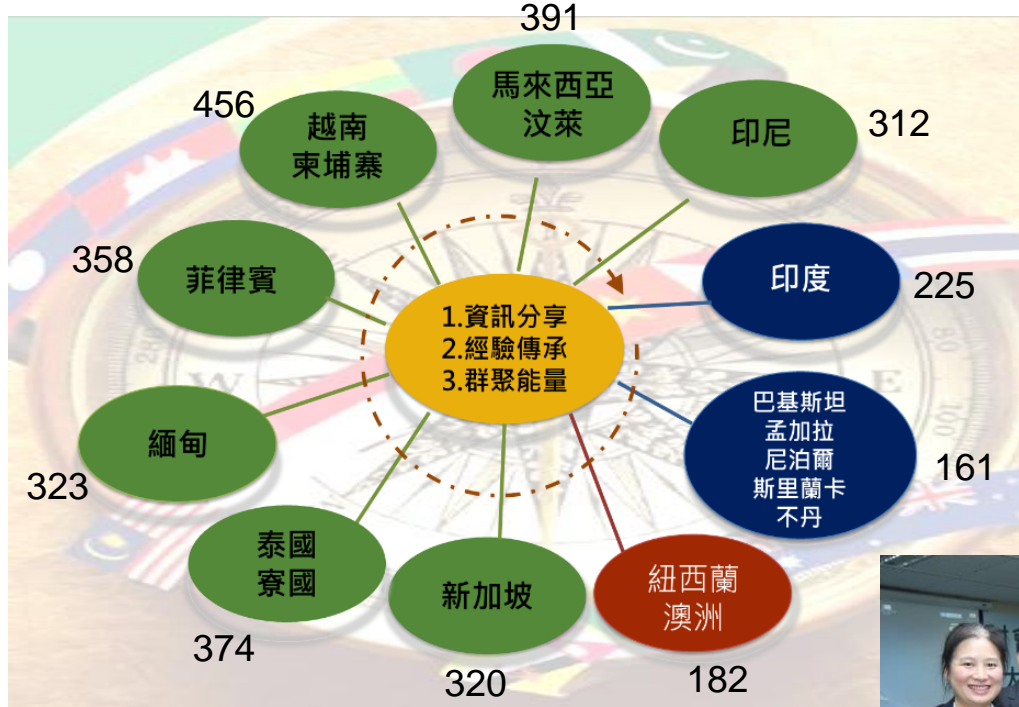 391
馬來西亞
汶萊
456
越南
柬埔寨
印尼
312
358
菲律賓
印度
225
1.資訊分享
2.經驗傳承
3.群聚能量
巴基斯坦
孟加拉
尼泊爾
斯里蘭卡
不丹
161
緬甸
323
泰國
寮國
374
新加坡
320
紐西蘭
澳洲
182
W
E